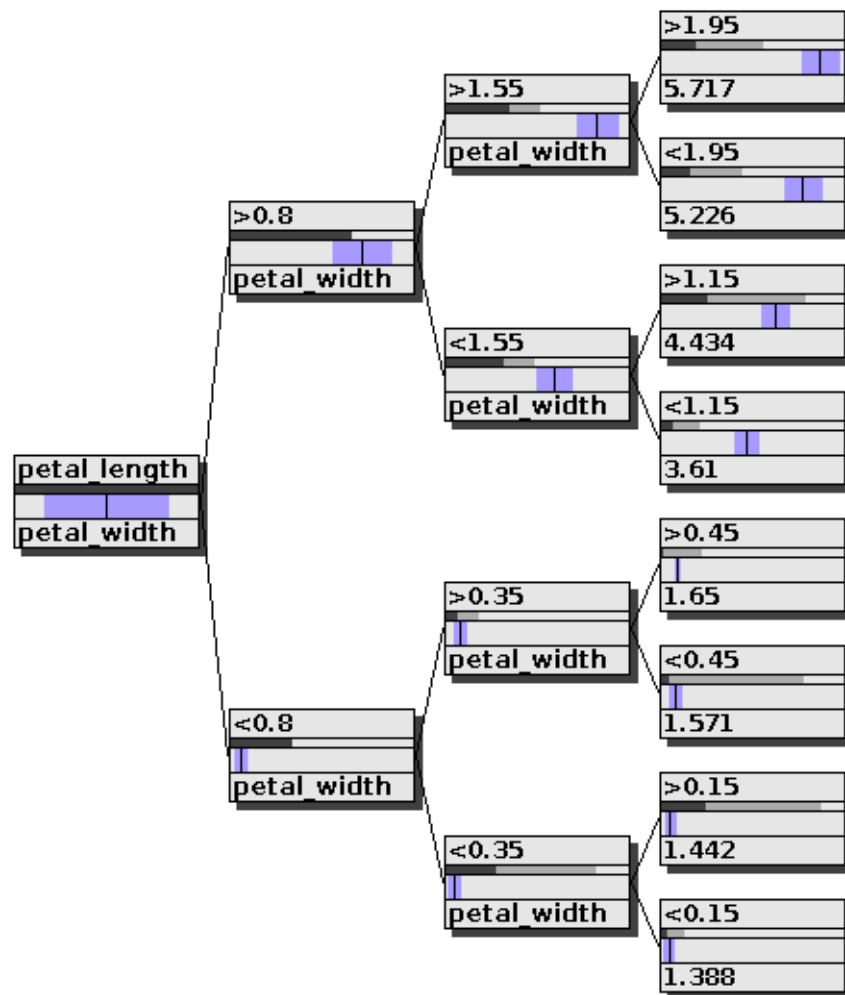 petal_length
petal_width
>0.8
petal_width
<0.8
petal_width
>1.55
petal_width
<1.55
petal_width
>0.35
petal_width
<0.35
petal_width
>1.95
5.717
<1.95
5.226
>1.15
4.434
<1.15
3.61
>0.45
1.65
<0.45
1.571
>0.15
1.442
<0.15
1.388